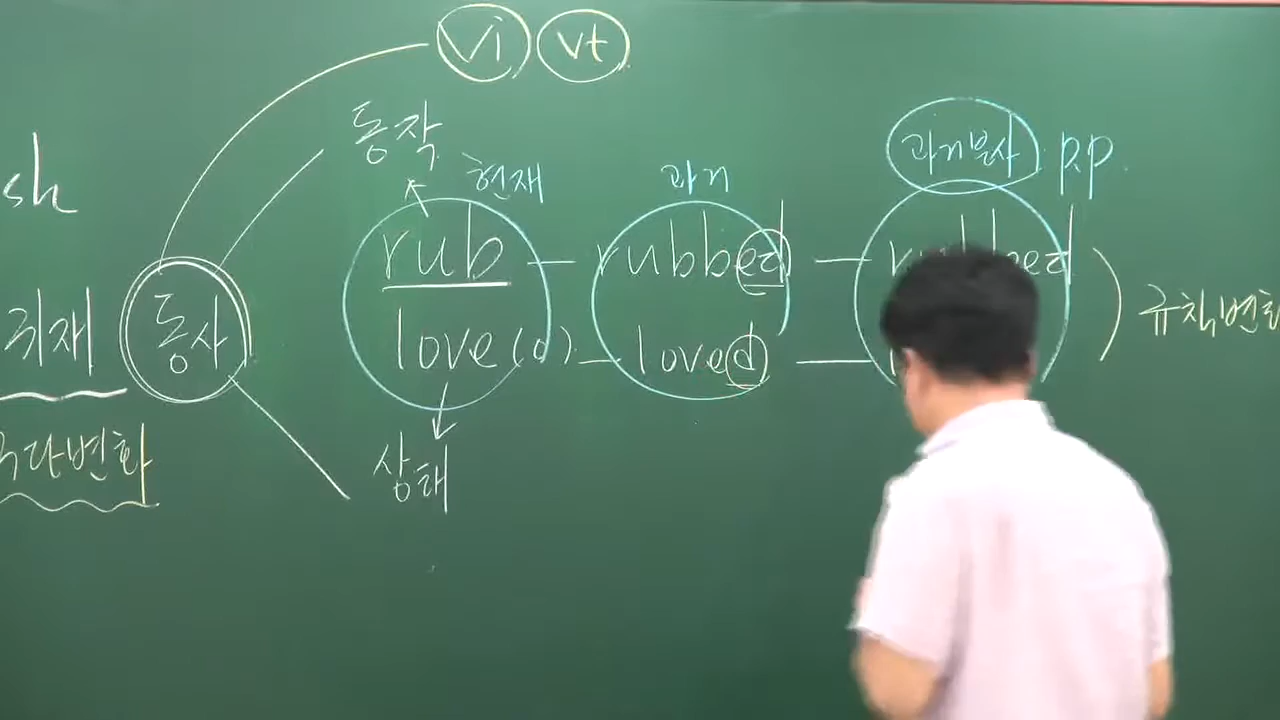 vi vt
동작
현재 과거 과거분사 p.p.
sh
rub — rubbed — rubbed
동사
규칙변화
love(d) — loved —
상태